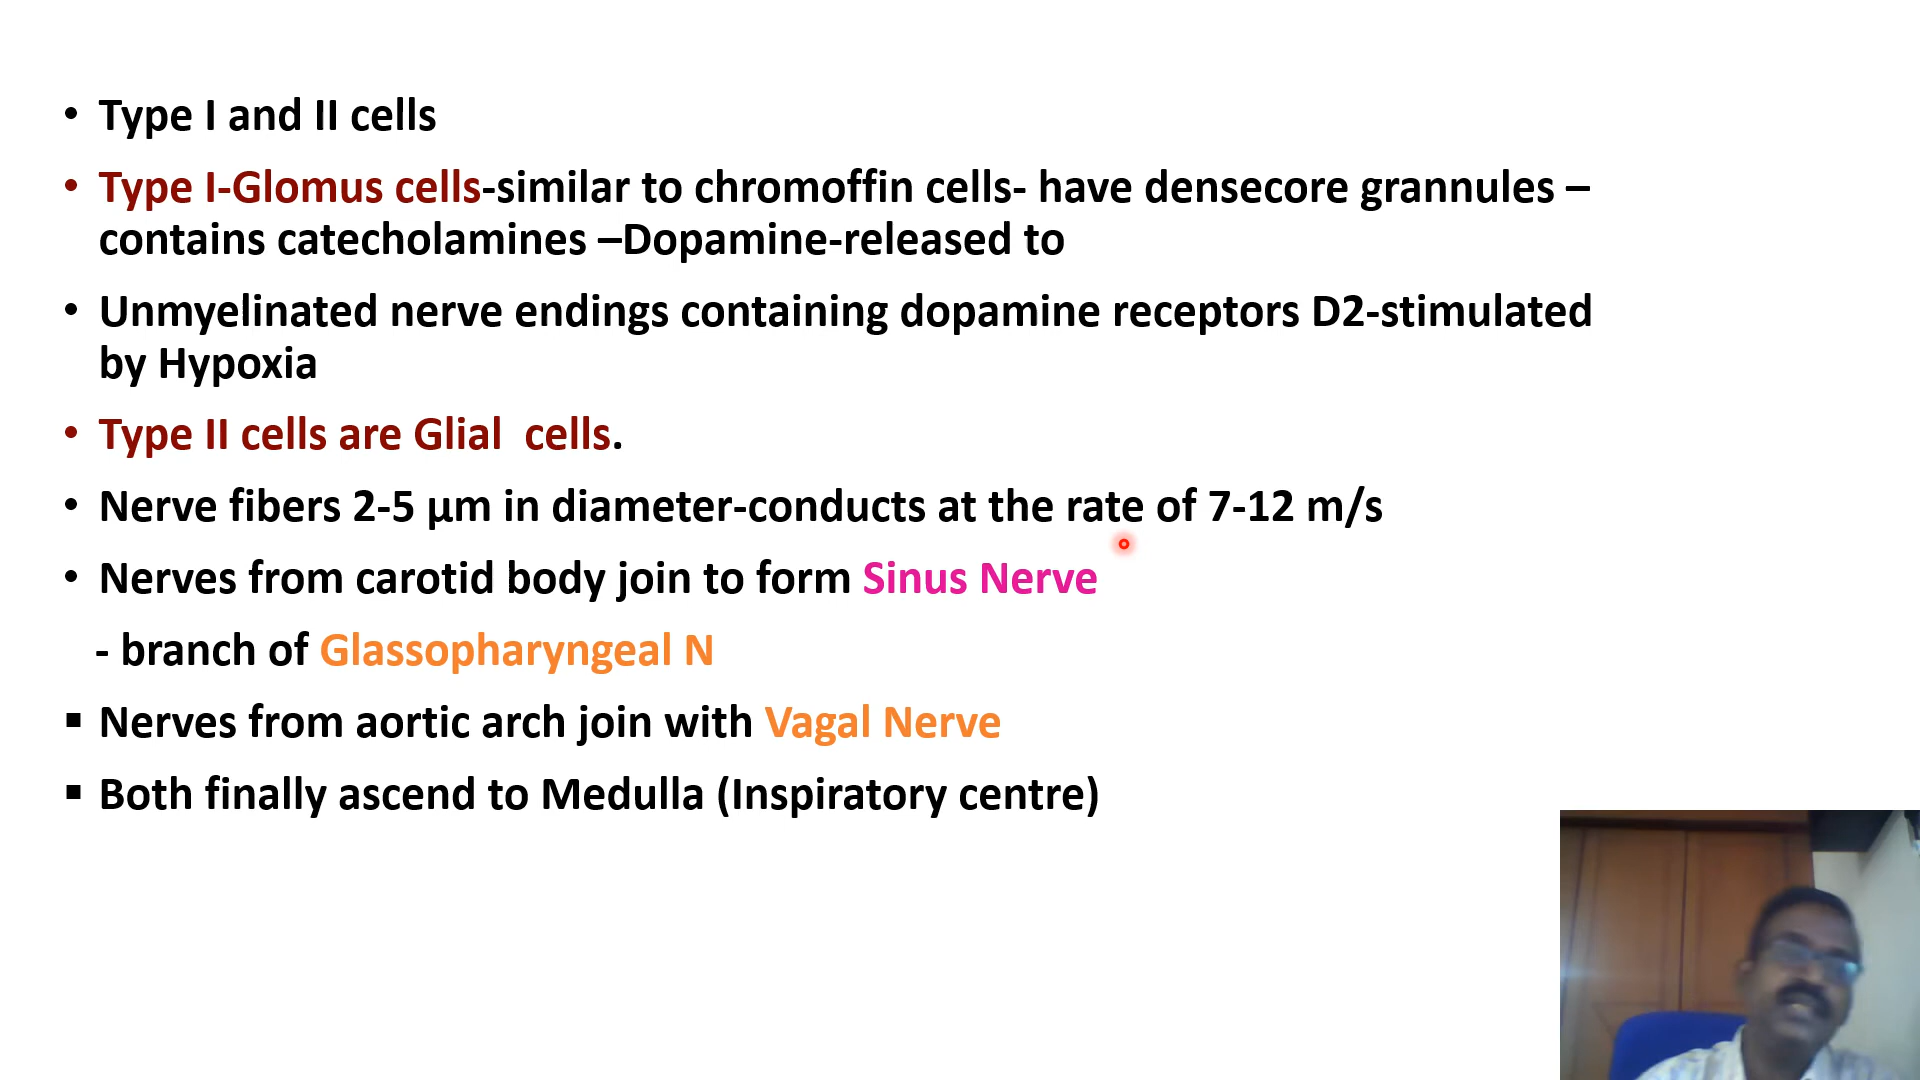 • Type I and II cells
• Type I-Glomus cells-similar to chromoffin cells- have densecore grannules –
contains catecholamines –Dopamine-released to
• Unmyelinated nerve endings containing dopamine receptors D2-stimulated
by Hypoxia
• Type II cells are Glial  cells.
• Nerve fibers 2-5 µm in diameter-conducts at the rate of 7-12 m/s
• Nerves from carotid body join to form Sinus Nerve
- branch of Glassopharyngeal N
▪ Nerves from aortic arch join with Vagal Nerve
▪ Both finally ascend to Medulla (Inspiratory centre)